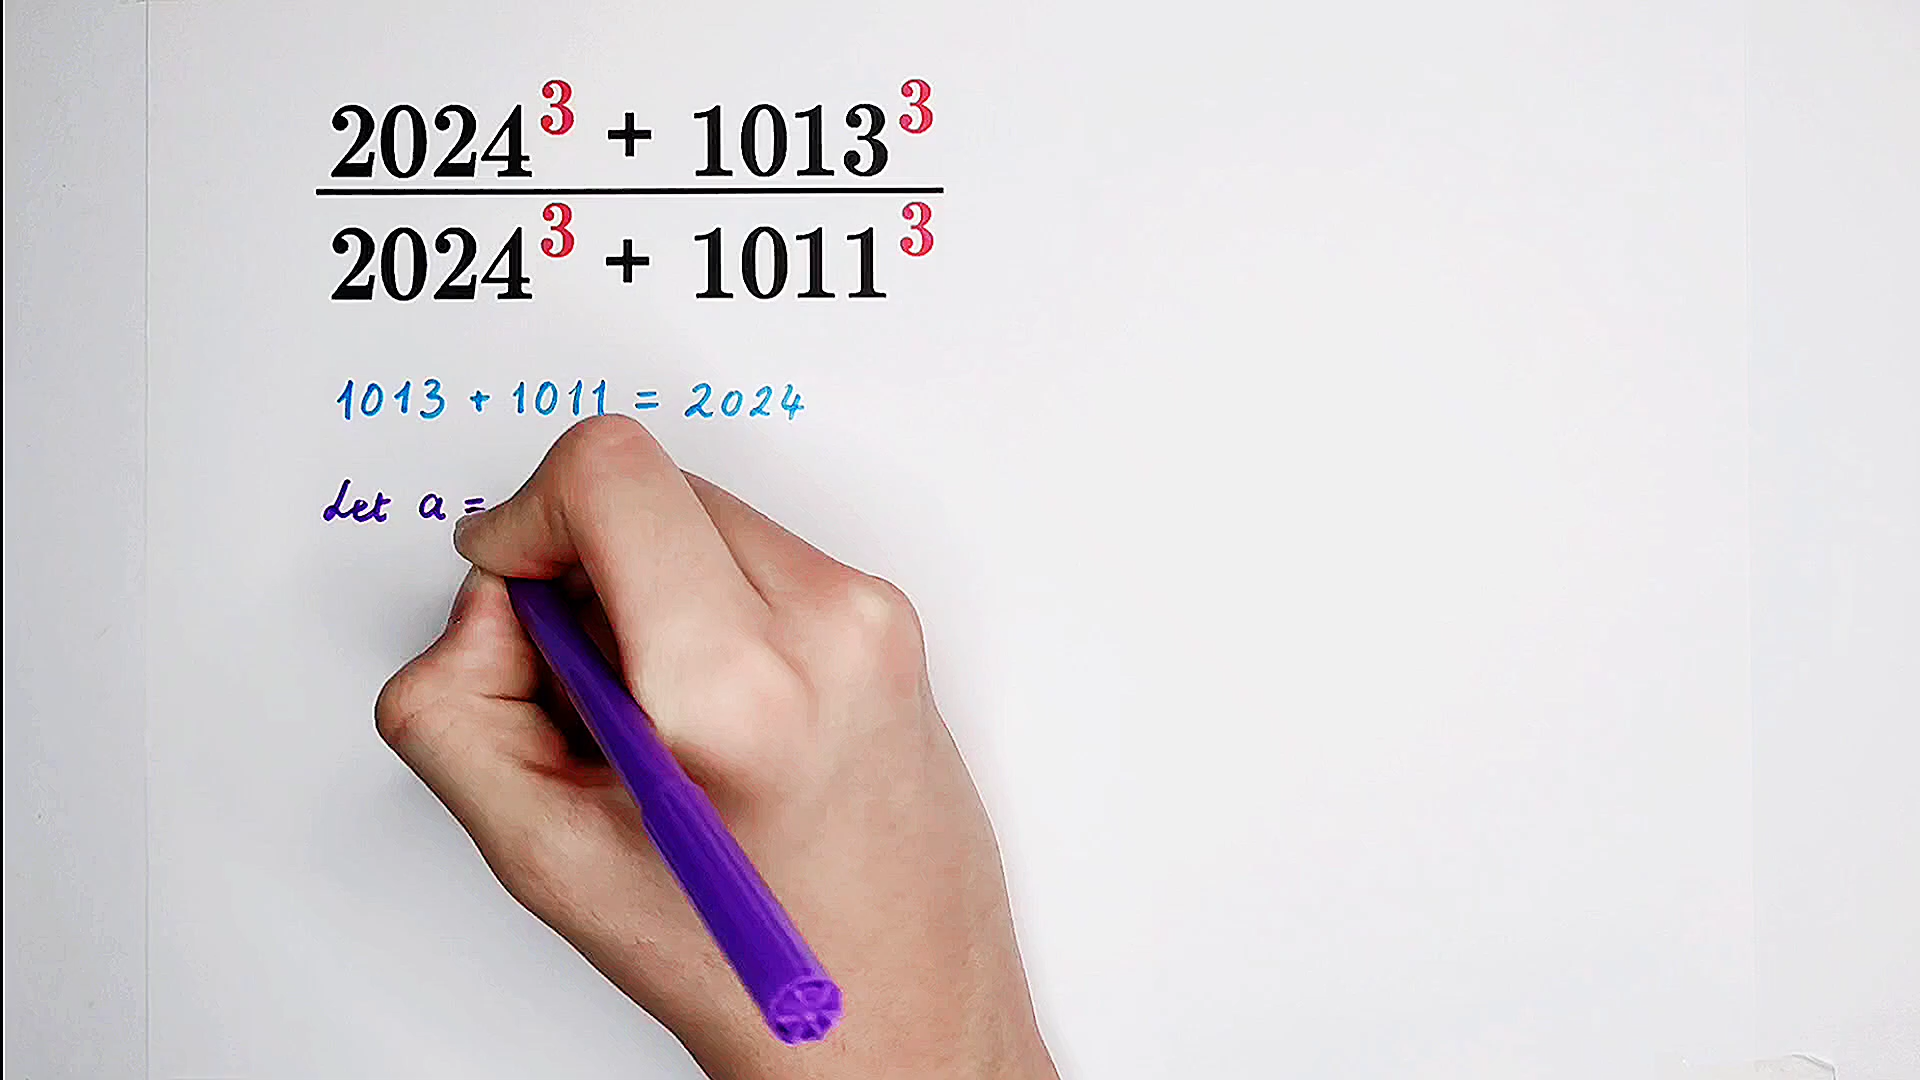 2024³ + 1013³
2024³ + 1011³
1013 + 1011 = 2024
Let a =